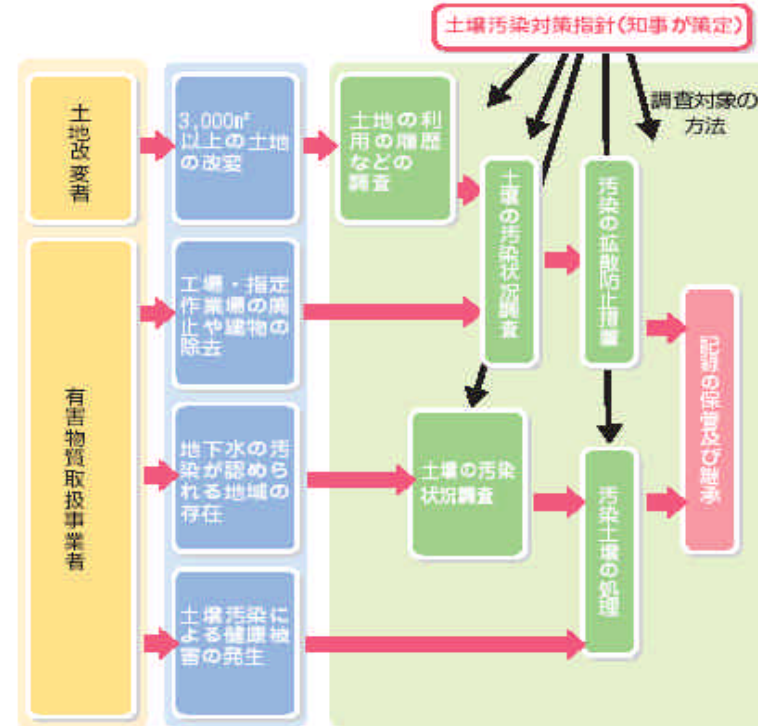 土壌汚染対策指針(知事が策定)
調査対象の
方法
土地改変者
3,000㎡
以上の土地
の改変
土地の利
用の履歴
などの
調査
土壌の汚染状況調査
汚染の拡散防止措置
有害物質取扱事業者
工場・指定
作業場の廃
止や建物の
除去
記録の保管及び継承
地下水の汚
染が認めら
れる地域の
存在
土壌の汚染
状況調査
汚染土壌の処理
土壌汚染に
よる健康被
害の発生